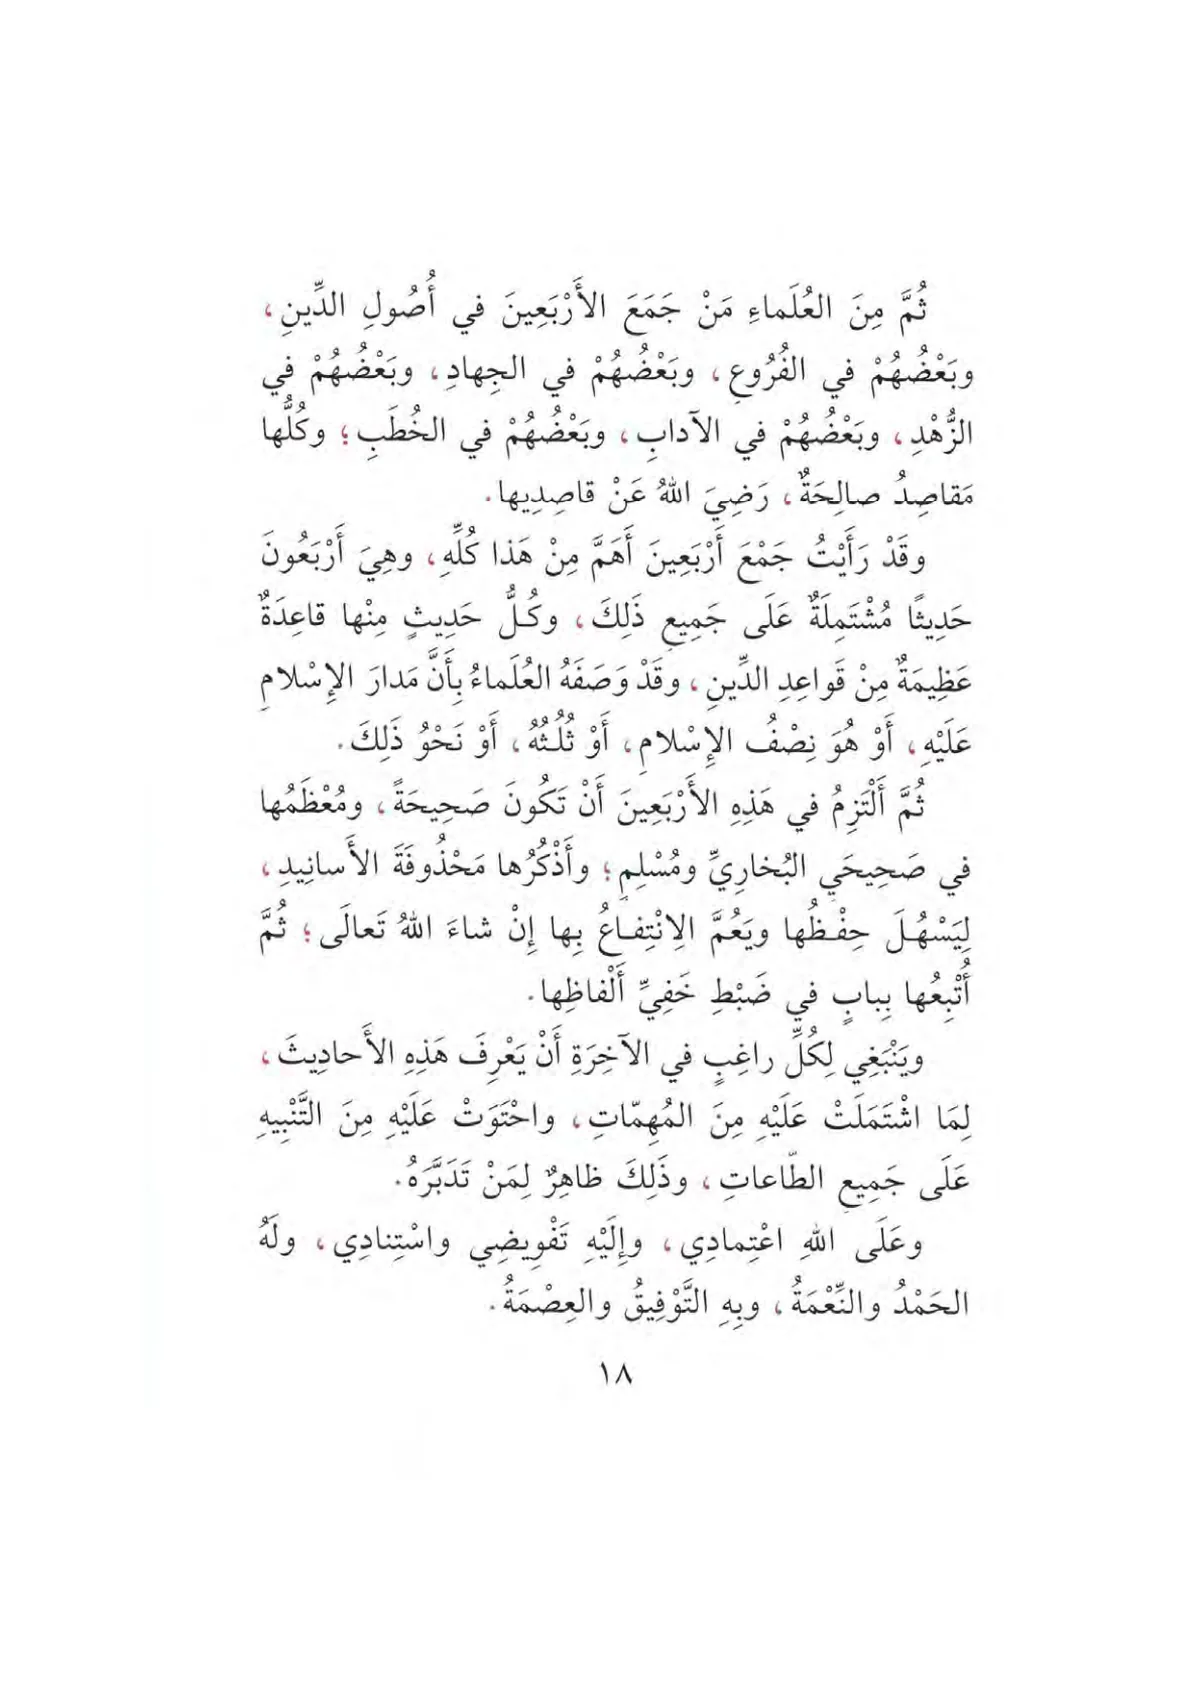 ثُمَّ مِنَ العُلَماءِ مَنْ جَمَعَ الأَرْبَعِينَ في أُصُولِ الدِّينِ،
وبَعْضُهُمْ في الفُرُوعِ، وبَعْضُهُمْ في الجِهادِ، وبَعْضُهُمْ في
الزُّهْدِ، وبَعْضُهُمْ في الآدابِ، وبَعْضُهُمْ في الخُطَبِ؛ وكُلُّها
مَقاصِدُ صالِحَةٌ، رَضِيَ اللهُ عَنْ قاصِدِيها.
وقَدْ رَأَيْتُ جَمْعَ أَرْبَعِينَ أَهَمَّ مِنْ هَذا كُلِّهِ، وهِيَ أَرْبَعُونَ
حَدِيثًا مُشْتَمِلَةٌ عَلَى جَمِيعِ ذَلِكَ، وكُلُّ حَدِيثٍ مِنْها قاعِدَةٌ
عَظِيمَةٌ مِنْ قَواعِدِ الدِّينِ، وقَدْ وَصَفَهُ العُلَماءُ بِأَنَّ مَدارَ الإِسْلامِ
عَلَيْهِ، أَوْ هُوَ نِصْفُ الإِسْلامِ، أَوْ ثُلُثُهُ، أَوْ نَحْوُ ذَلِكَ.
ثُمَّ أَلْتَزِمُ في هَذِهِ الأَرْبَعِينَ أَنْ تَكُونَ صَحِيحَةً، ومُعْظَمُها
في صَحِيحَيِ البُخارِيِّ ومُسْلِمٍ؛ وأَذْكُرُها مَحْذُوفَةَ الأَسانِيدِ،
لِيَسْهُلَ حِفْظُها ويَعُمَّ الِانْتِفاعُ بِها إِنْ شاءَ اللهُ تَعالَى؛ ثُمَّ
أُتْبِعُها بِبابٍ في ضَبْطِ خَفِيِّ أَلْفاظِها.
ويَنْبَغِي لِكُلِّ راغِبٍ في الآخِرَةِ أَنْ يَعْرِفَ هَذِهِ الأَحادِيثَ،
لِمَا اشْتَمَلَتْ عَلَيْهِ مِنَ المُهِمّاتِ، واحْتَوَتْ عَلَيْهِ مِنَ التَّنْبِيهِ
عَلَى جَمِيعِ الطّاعاتِ، وذَلِكَ ظاهِرٌ لِمَنْ تَدَبَّرَهُ.
وعَلَى اللهِ اعْتِمادِي، وإِلَيْهِ تَفْوِيضِي واسْتِنادِي، ولَهُ
الحَمْدُ والنِّعْمَةُ، وبِهِ التَّوْفِيقُ والعِصْمَةُ.
١٨